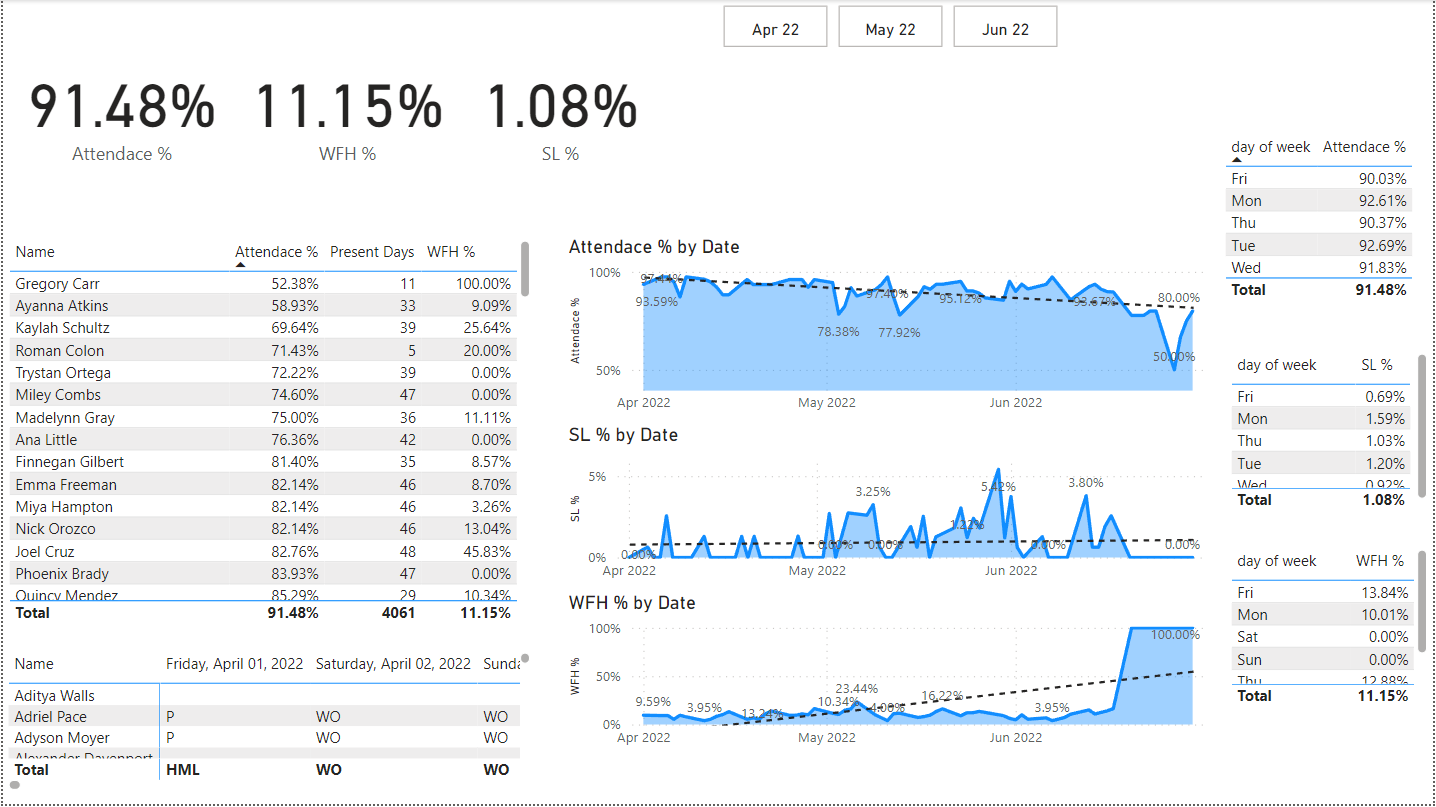 Apr 22 May 22 Jun 22
91.48% 11.15% 1.08%
Attendace % WFH % SL %
Name Attendace % Present Days WFH %
Gregory Carr 52.38% 11 100.00%
Ayanna Atkins 58.93% 33 9.09%
Kaylah Schultz 69.64% 39 25.64%
Roman Colon 71.43% 5 20.00%
Trystan Ortega 72.22% 39 0.00%
Miley Combs 74.60% 47 0.00%
Madelynn Gray 75.00% 36 11.11%
Ana Little 76.36% 42 0.00%
Finnegan Gilbert 81.40% 35 8.57%
Emma Freeman 82.14% 46 8.70%
Miya Hampton 82.14% 46 3.26%
Nick Orozco 82.14% 46 13.04%
Joel Cruz 82.76% 48 45.83%
Phoenix Brady 83.93% 47 0.00%
Quincy Mendez 85.29% 29 10.34%
Total 91.48% 4061 11.15%
Name Friday, April 01, 2022 Saturday, April 02, 2022 Sunda
Aditya Walls
Adriel Pace P WO WO
Adyson Moyer P WO WO
Alexander Davenport
Total HML WO WO
Attendace % by Date
Attendace %
100%
50%
97.44%
93.59%
78.38%
97.40%
77.92%
95.12%
93.67%
80.00%
50.00%
Apr 2022 May 2022 Jun 2022
SL % by Date
SL %
5%
0%
0.00%
0.00%
3.25%
0.00%
1.22%
5.42%
0.00%
3.80%
0.00%
Apr 2022 May 2022 Jun 2022
WFH % by Date
WFH %
100%
50%
0%
9.59%
3.95%
13.24%
10.34%
23.44%
4.00%
16.22%
3.95%
100.00%
Apr 2022 May 2022 Jun 2022
day of week Attendace %
Fri 90.03%
Mon 92.61%
Thu 90.37%
Tue 92.69%
Wed 91.83%
Total 91.48%
day of week SL %
Fri 0.69%
Mon 1.59%
Thu 1.03%
Tue 1.20%
Wed 0.92%
Total 1.08%
day of week WFH %
Fri 13.84%
Mon 10.01%
Sat 0.00%
Sun 0.00%
Thu 12.88%
Total 11.15%